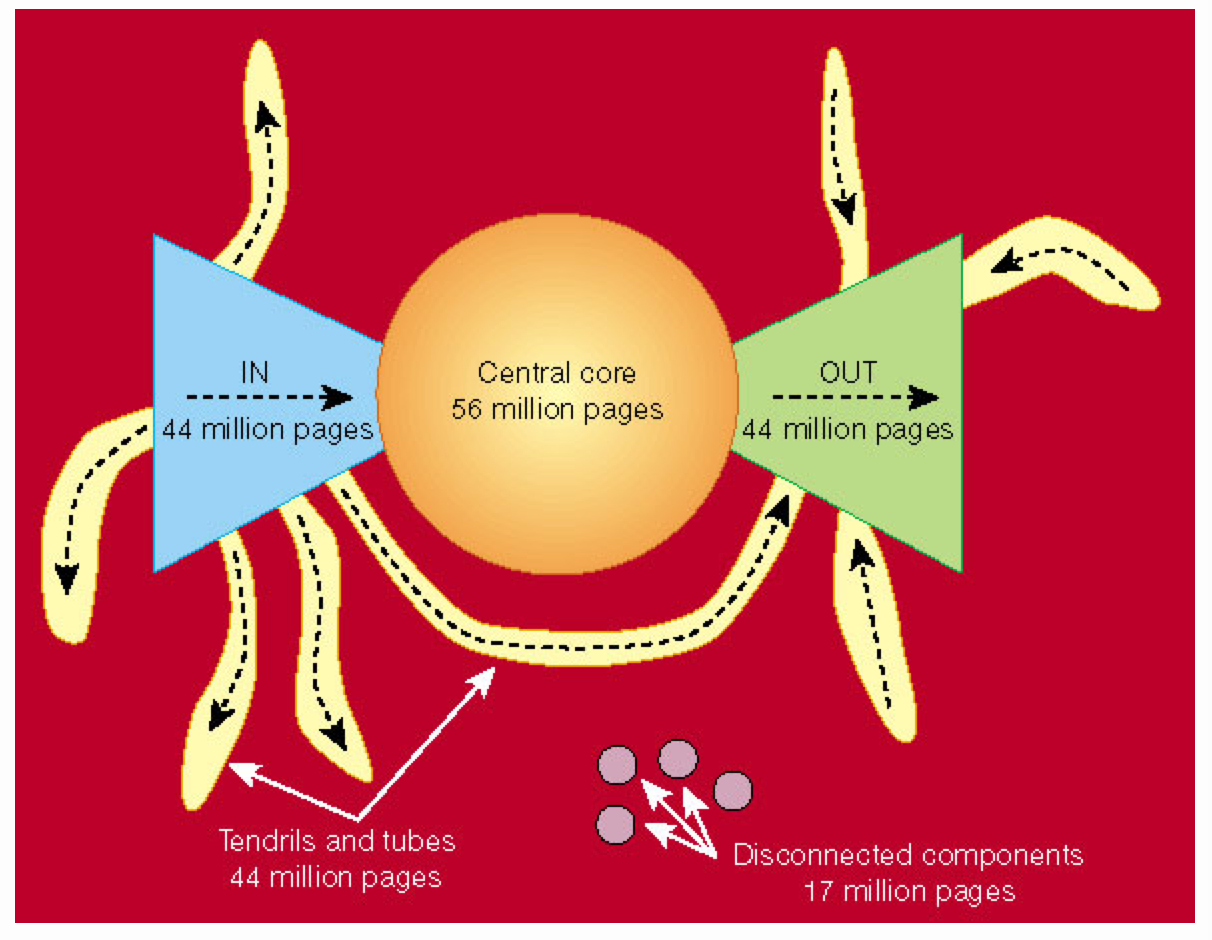 IN
44 million pages
Central core
56 million pages
OUT
44 million pages
Tendrils and tubes
44 million pages
Disconnected components
17 million pages